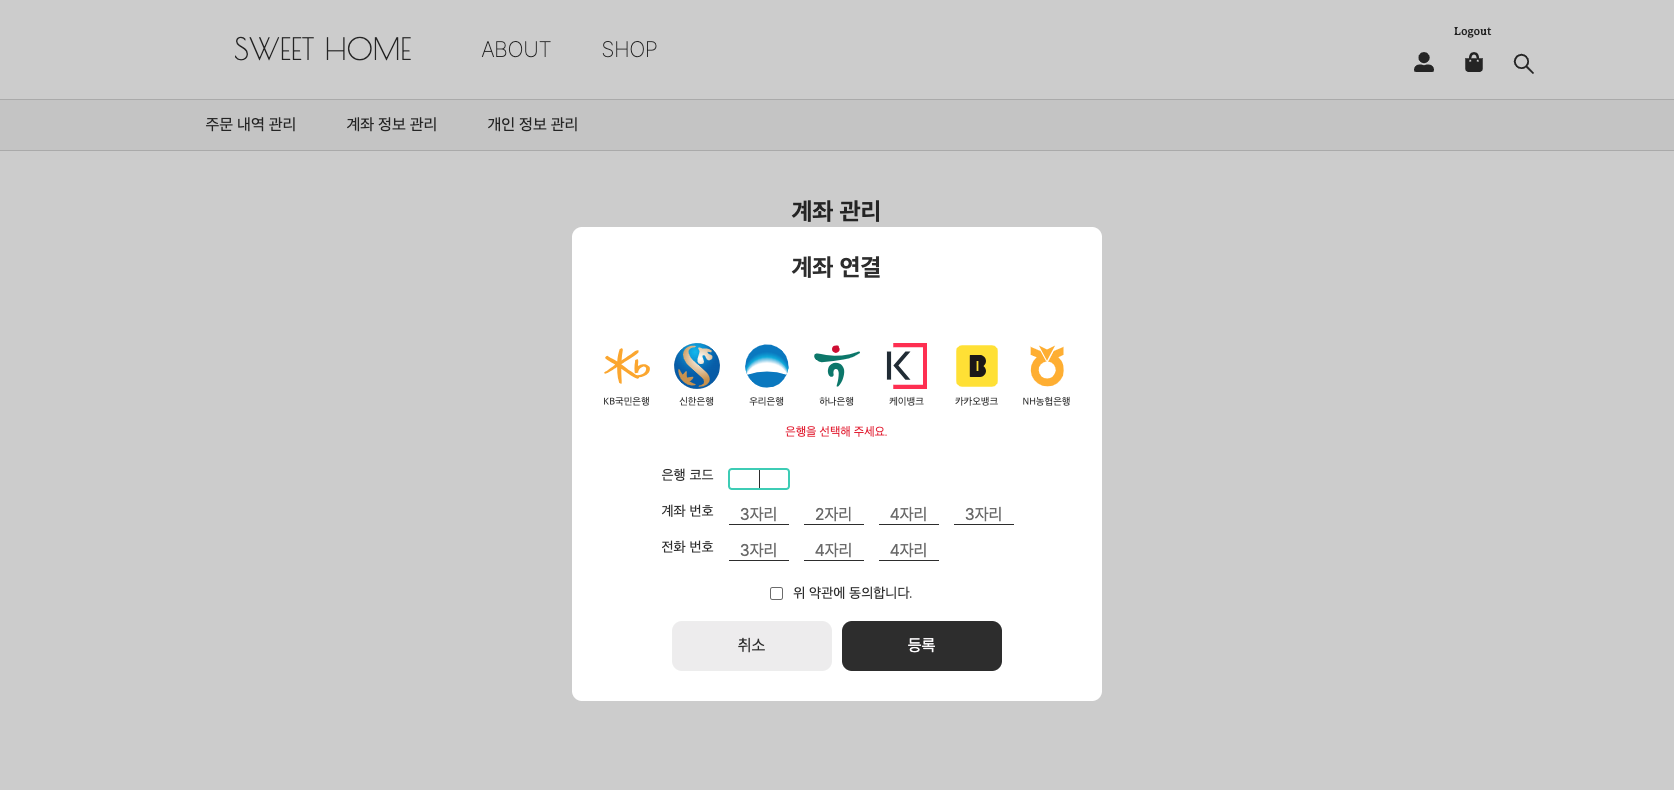 SWEET HOME ABOUT SHOP
Logout
주문 내역 관리 계좌 정보 관리 개인 정보 관리
계좌 관리
계좌 연결
KB국민은행 신한은행 우리은행 하나은행 케이뱅크 카카오뱅크 NH농협은행
은행을 선택해 주세요.
은행 코드
계좌 번호 3자리 2자리 4자리 3자리
전화 번호 3자리 4자리 4자리
위 약관에 동의합니다.
취소 등록